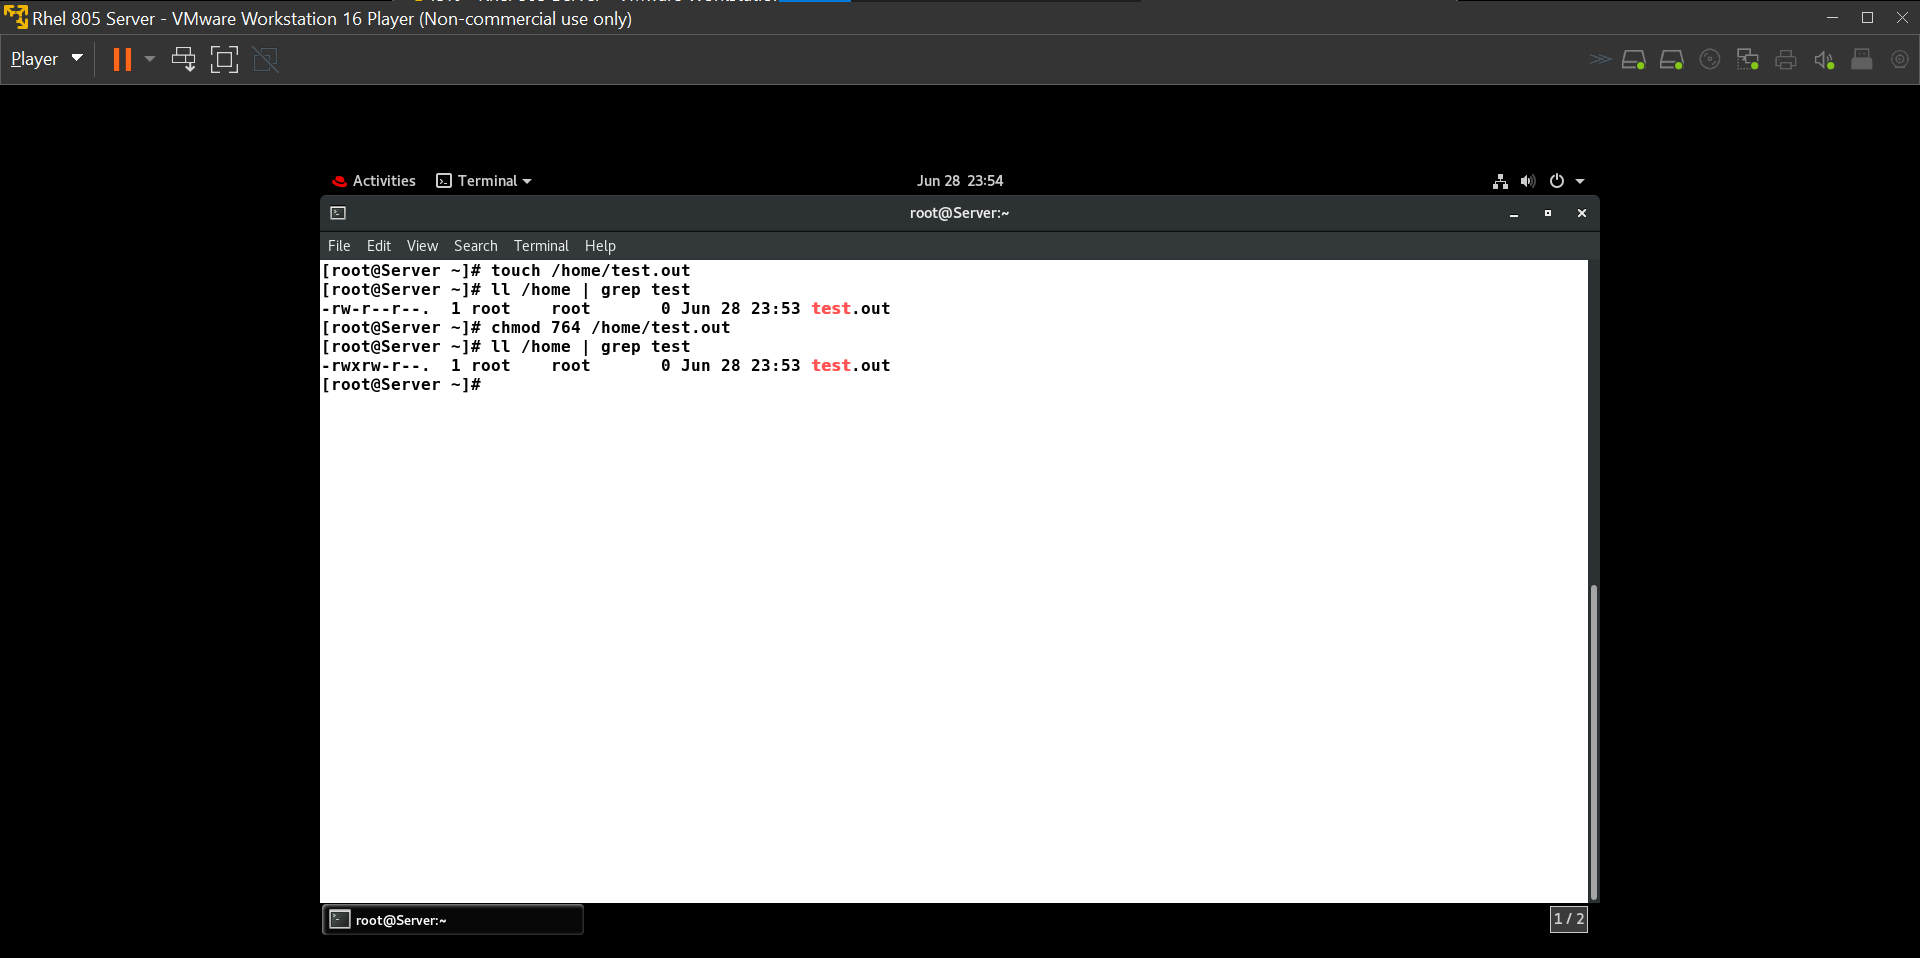 Rhel 805 Server - VMware Workstation 16 Player (Non-commercial use only)
Player
Activities Terminal Jun 28 23:54
root@Server:~
File Edit View Search Terminal Help
[root@Server ~]# touch /home/test.out
[root@Server ~]# ll /home | grep test
-rw-r--r--. 1 root root 0 Jun 28 23:53 test.out
[root@Server ~]# chmod 764 /home/test.out
[root@Server ~]# ll /home | grep test
-rwxrw-r--. 1 root root 0 Jun 28 23:53 test.out
[root@Server ~]#
root@Server:~ 1 / 2